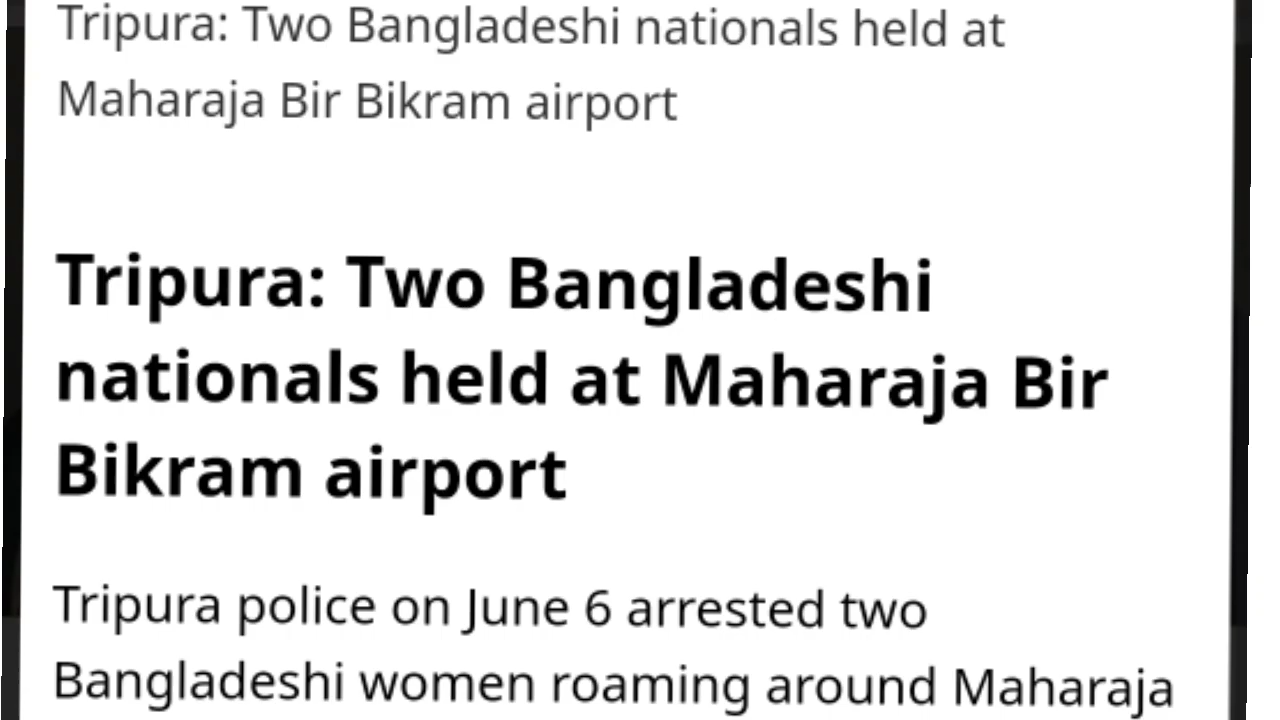 Tripura: Two Bangladeshi nationals held at
Maharaja Bir Bikram airport
Tripura: Two Bangladeshi
nationals held at Maharaja Bir
Bikram airport
Tripura police on June 6 arrested two
Bangladeshi women roaming around Maharaja